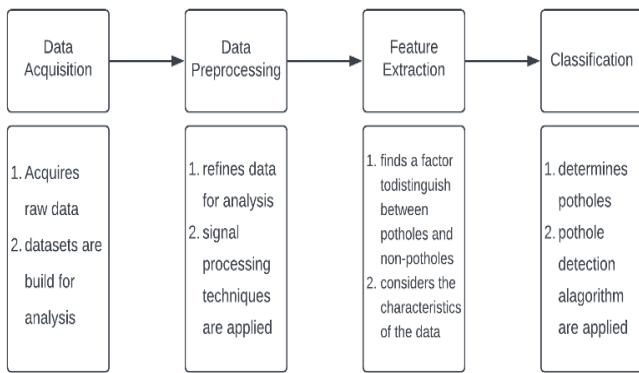 Data
Acquisition
Data
Preprocessing
Feature
Extraction
Classification
1. Acquires
raw data
2. datasets are
build for
analysis
1. refines data
for analysis
2. signal
processing
techniques
are applied
1. finds a factor
todistinguish
between
potholes and
non-potholes
2. considers the
characteristics
of the data
1. determines
potholes
2. pothole
detection
alagorithm
are applied